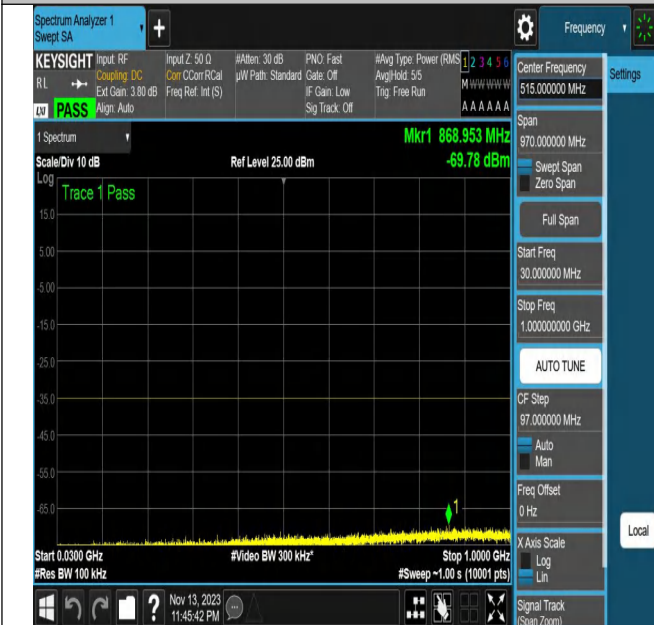 Spectrum Analyzer 1
Swept SA
+
Frequency
KEYSIGHT
RL
LXI
PASS
Input: RF
Coupling: DC
Ext Gain: 3.80 dB
Align: Auto
Input Z: 50 Ω
Corr CCorr RCal
Freq Ref: Int (S)
#Atten: 30 dB
µW Path: Standard
PNO: Fast
Gate: Off
IF Gain: Low
Sig Track: Off
#Avg Type: Power (RMS
Avg|Hold: 5/5
Trig: Free Run
1 2 3 4 5 6
M W W W W W
A A A A A A
1 Spectrum
Scale/Div 10 dB
Ref Level 25.00 dBm
Mkr1 868.953 MHz
-69.78 dBm
Log
Trace 1 Pass
15.0
5.00
-5.00
-15.0
-25.0
-35.0
-45.0
-55.0
-65.0
1
Start 0.0300 GHz
#Video BW 300 kHz*
Stop 1.0000 GHz
#Res BW 100 kHz
#Sweep ~1.00 s (10001 pts)
?
Nov 13, 2023
11:45:42 PM
Center Frequency
515.000000 MHz
Settings
Span
970.000000 MHz
Swept Span
Zero Span
Full Span
Start Freq
30.000000 MHz
Stop Freq
1.000000000 GHz
AUTO TUNE
CF Step
97.000000 MHz
Auto
Man
Freq Offset
0 Hz
Local
X Axis Scale
Log
Lin
Signal Track
(Span Zoom)